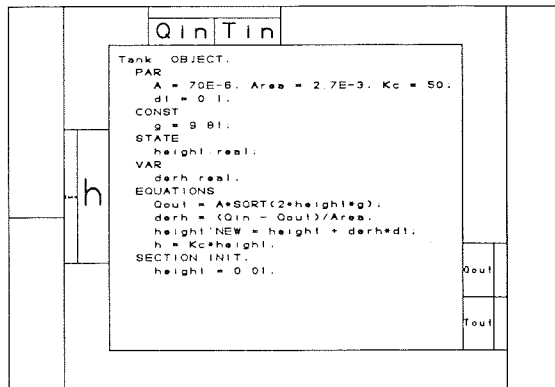 Qin Tin
Tank OBJECT.
PAR
A = 70E-6. Area = 2.7E-3. Kc = 50;
dt = 0 1.
CONST
g = 9 81;
STATE
height real;
VAR
derh real.
EQUATIONS
Qout = A*SQRT(2*height*g);
derh = (Qin - Qout)/Area.
height'NEW = height + derh*dt;
h = Kc*height.
SECTION INIT.
height = 0 01.
h
Qout
Tout